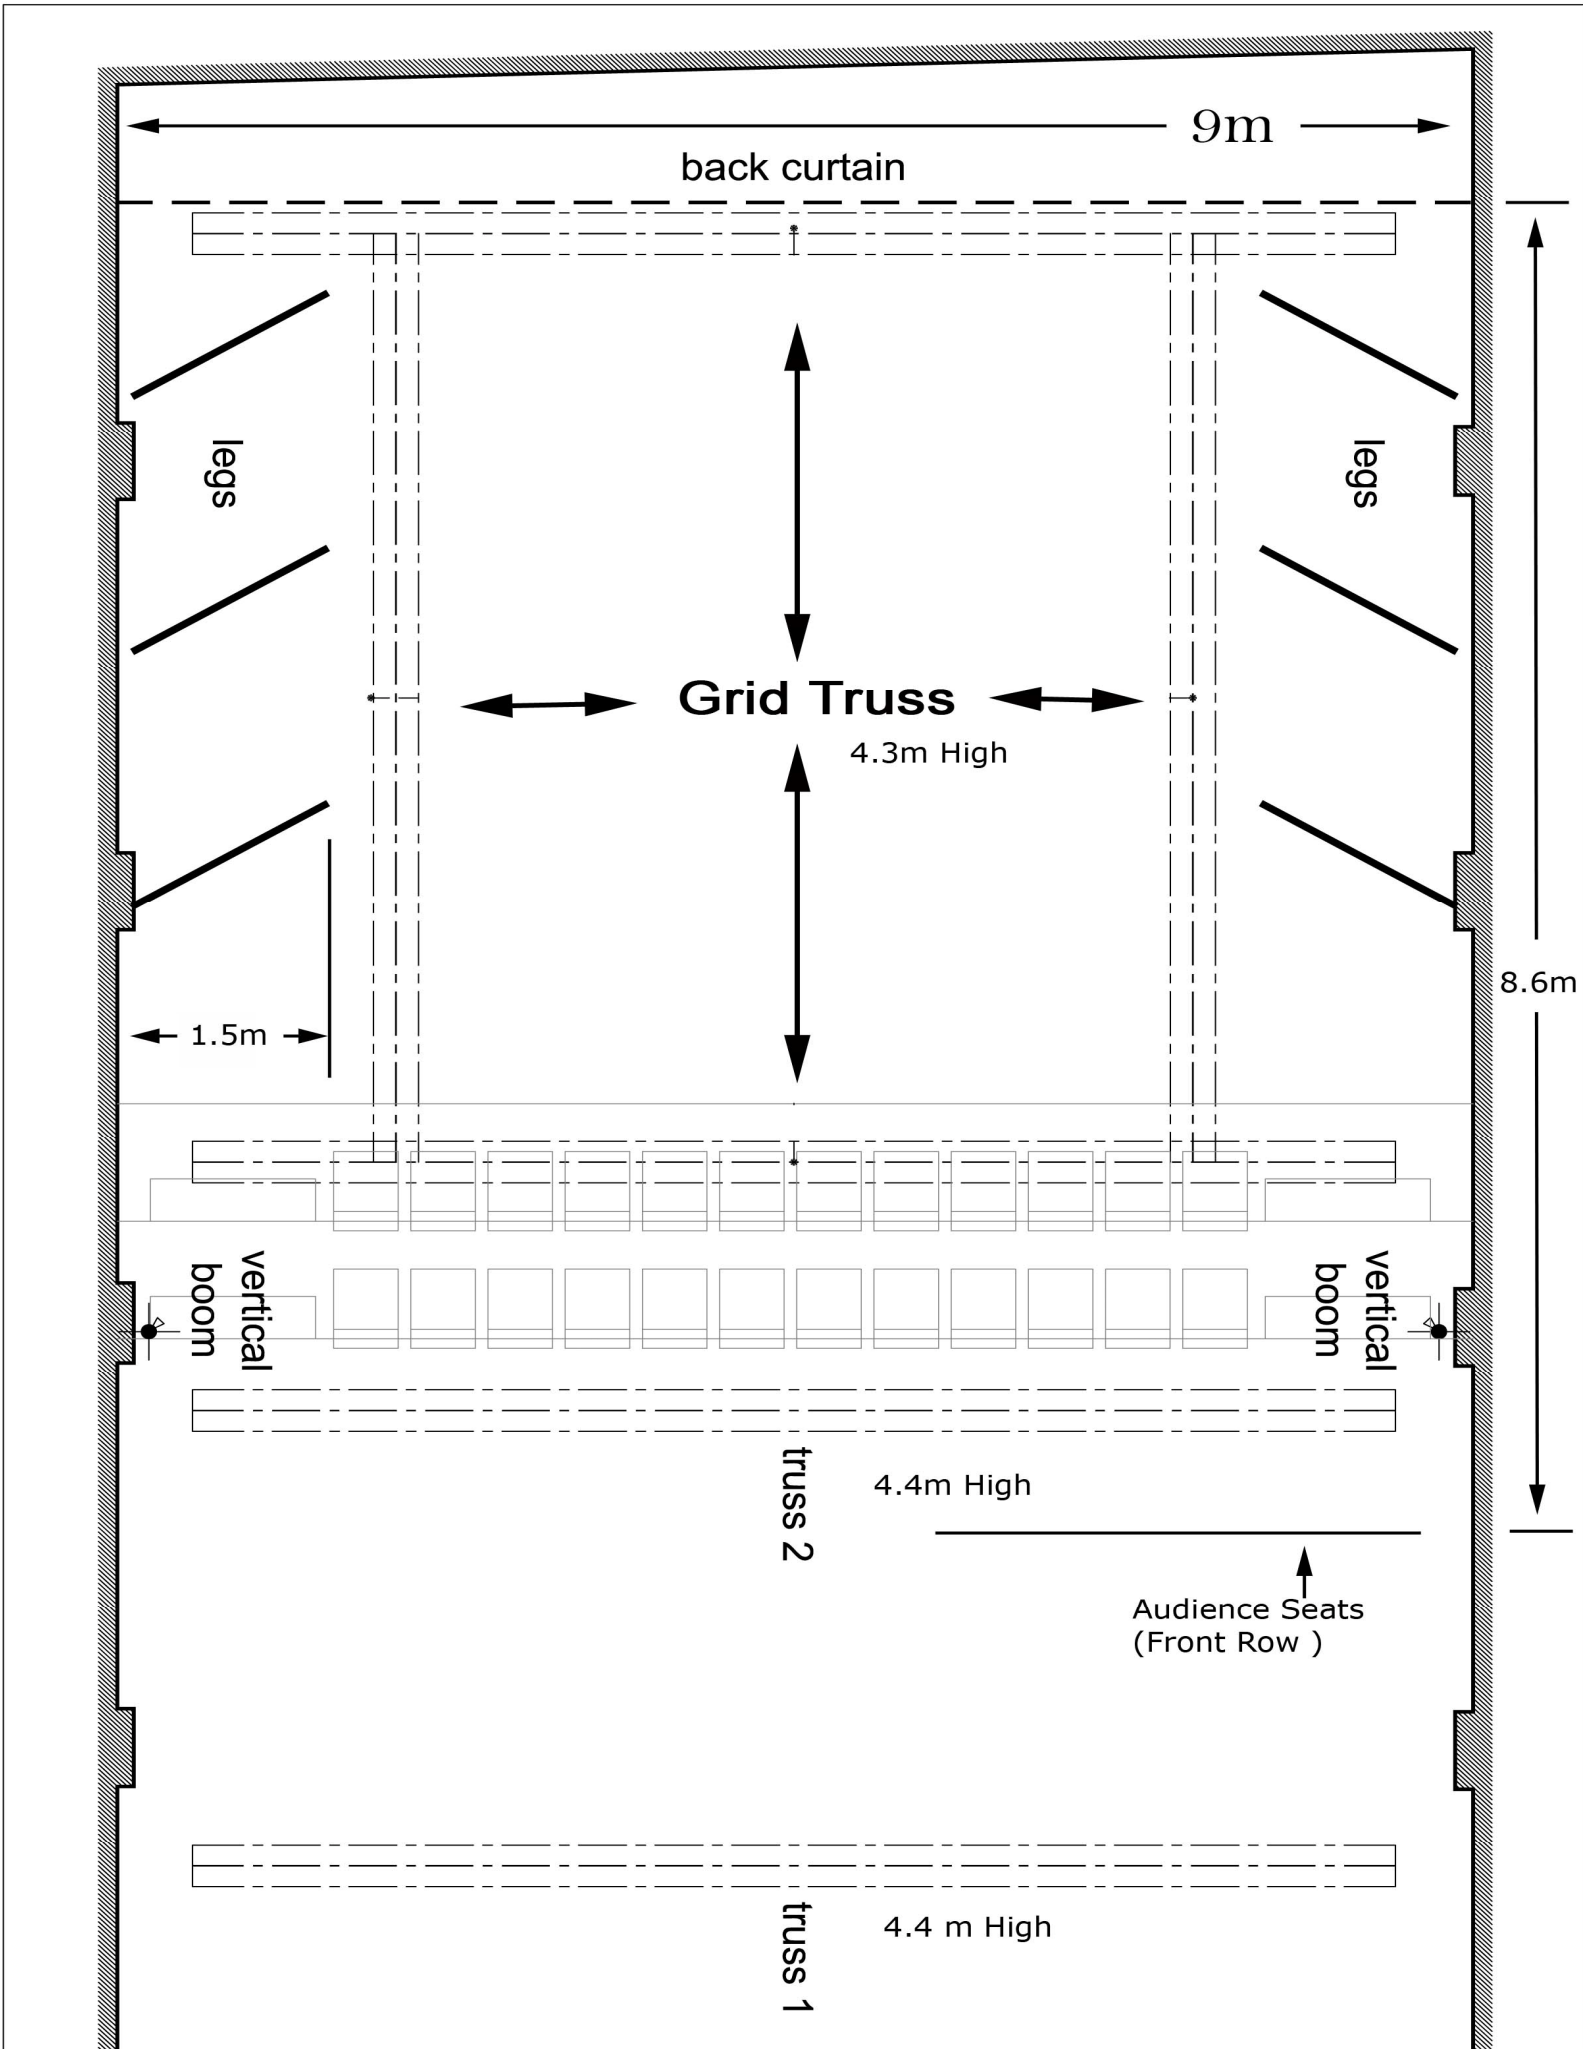 9m
back curtain
legs
legs
Grid Truss
4.3m High
8.6m
1.5m
vertical
boom
vertical
boom
truss 2
4.4m High
Audience Seats
(Front Row )
truss 1
4.4 m High